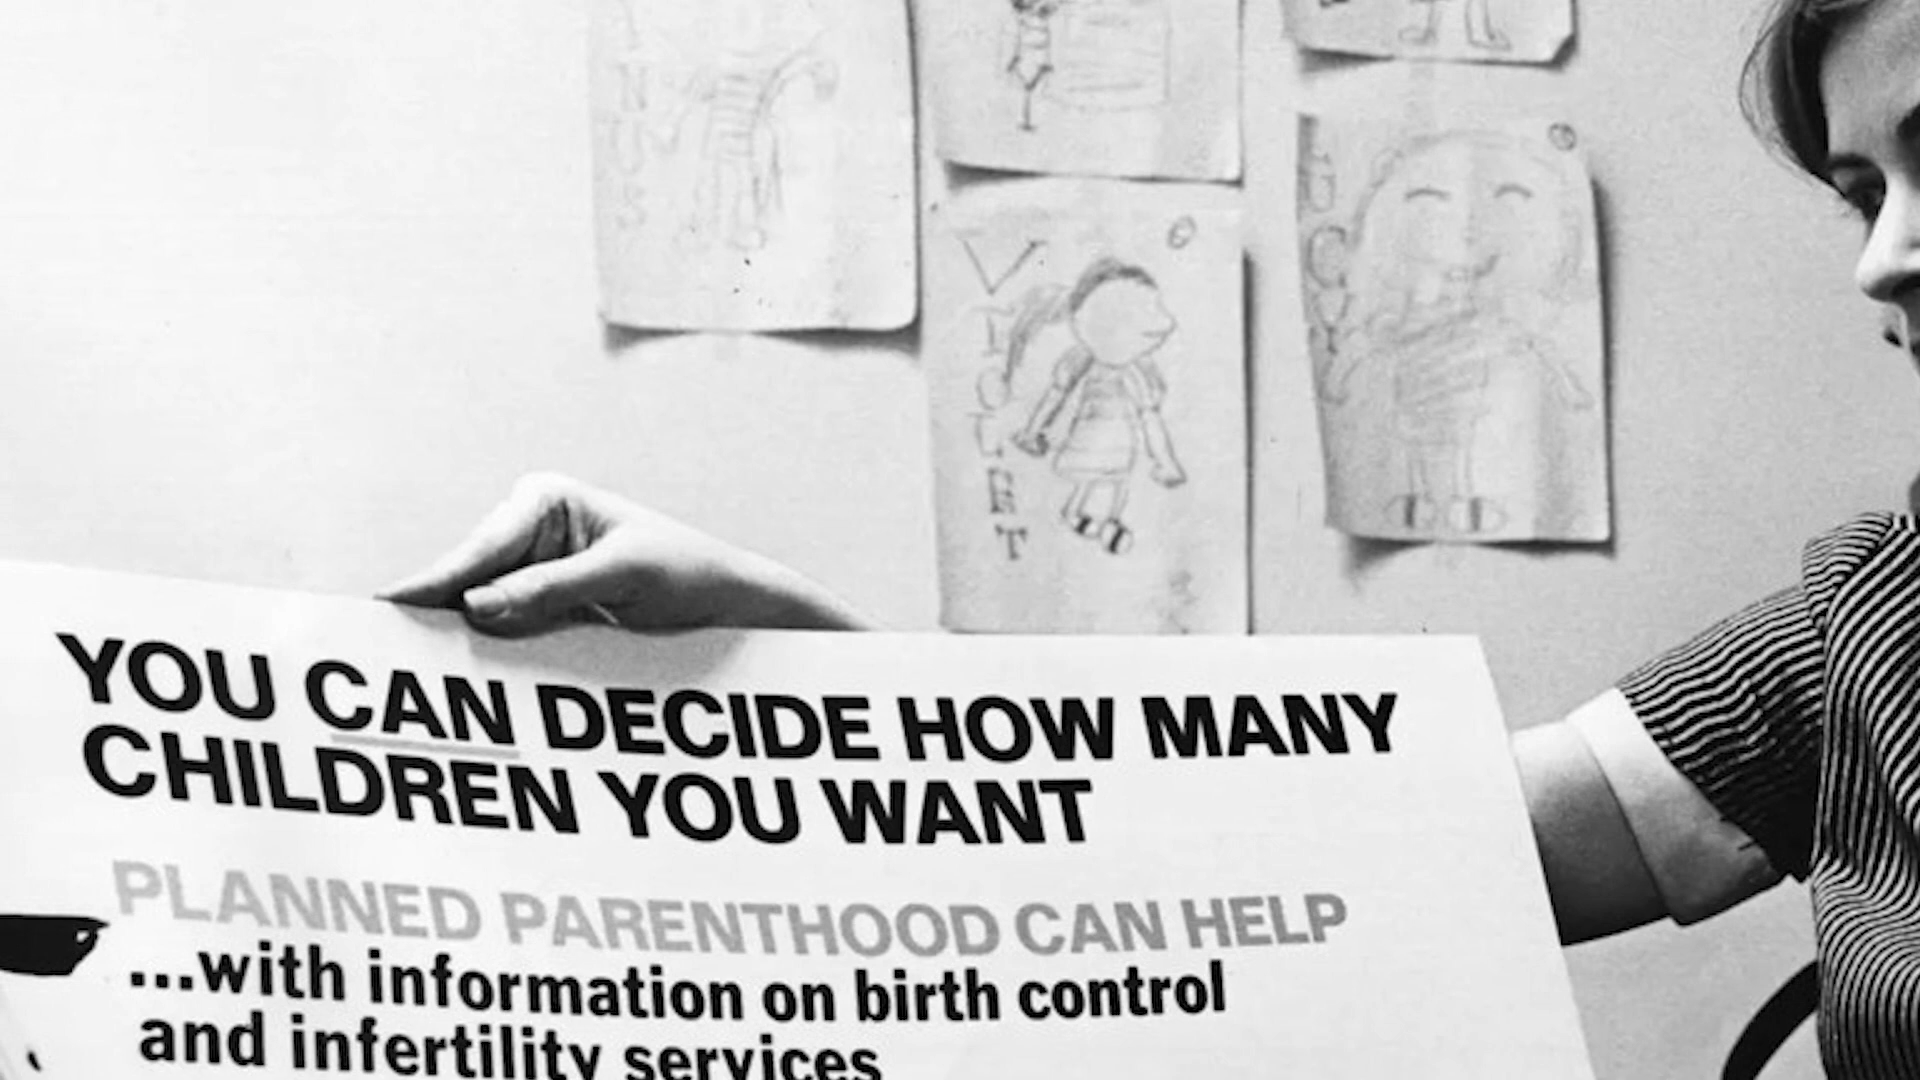 LUCY
YOU CAN DECIDE HOW MANY
CHILDREN YOU WANT
PLANNED PARENTHOOD CAN HELP
...with information on birth control
and infertility services